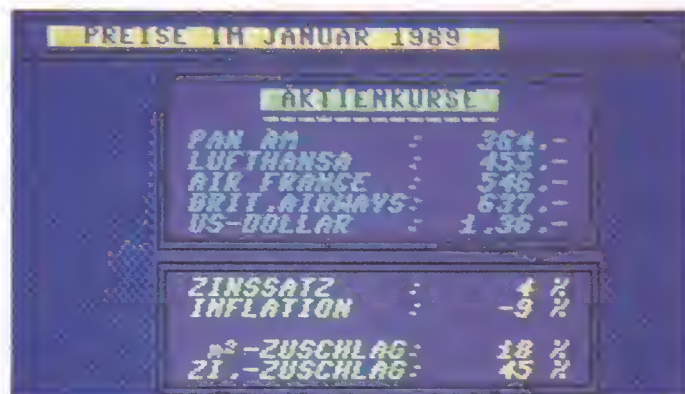 PREISE IM JANUAR 1989
AKTIENKURSE
PAN AM : 364.-
LUFTHANSA : 455.-
AIR FRANCE : 546.-
BRIT.AIRWAYS: 637.-
US-DOLLAR : 1.36.-
ZINSSATZ : 4 %
INFLATION : -9 %
m²-ZUSCHLAG: 18 %
ZI.-ZUSCHLAG: 45 %